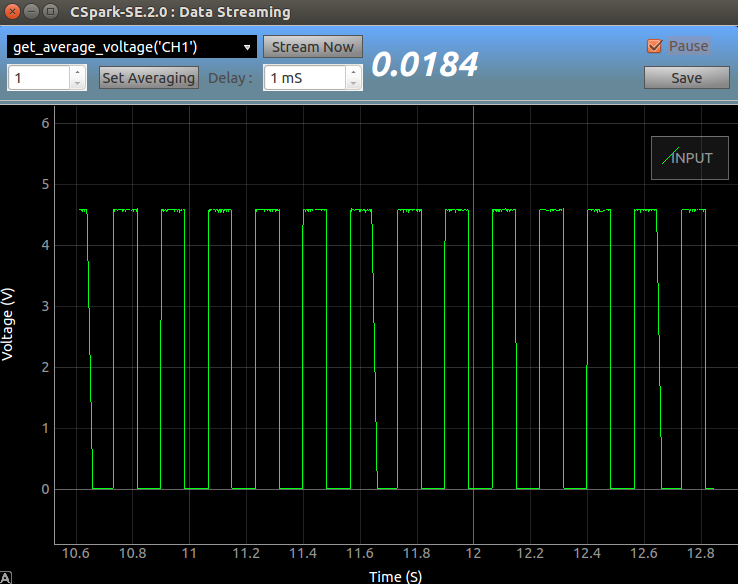 CSpark-SE.2.0 : Data Streaming
get_average_voltage('CH1')
Stream Now
0.0184
Pause
1
Set Averaging
Delay :
1 mS
Save
INPUT
6
5
4
3
2
1
0
Voltage (V)
10.6 10.8 11 11.2 11.4 11.6 11.8 12 12.2 12.4 12.6 12.8
A
Time (S)